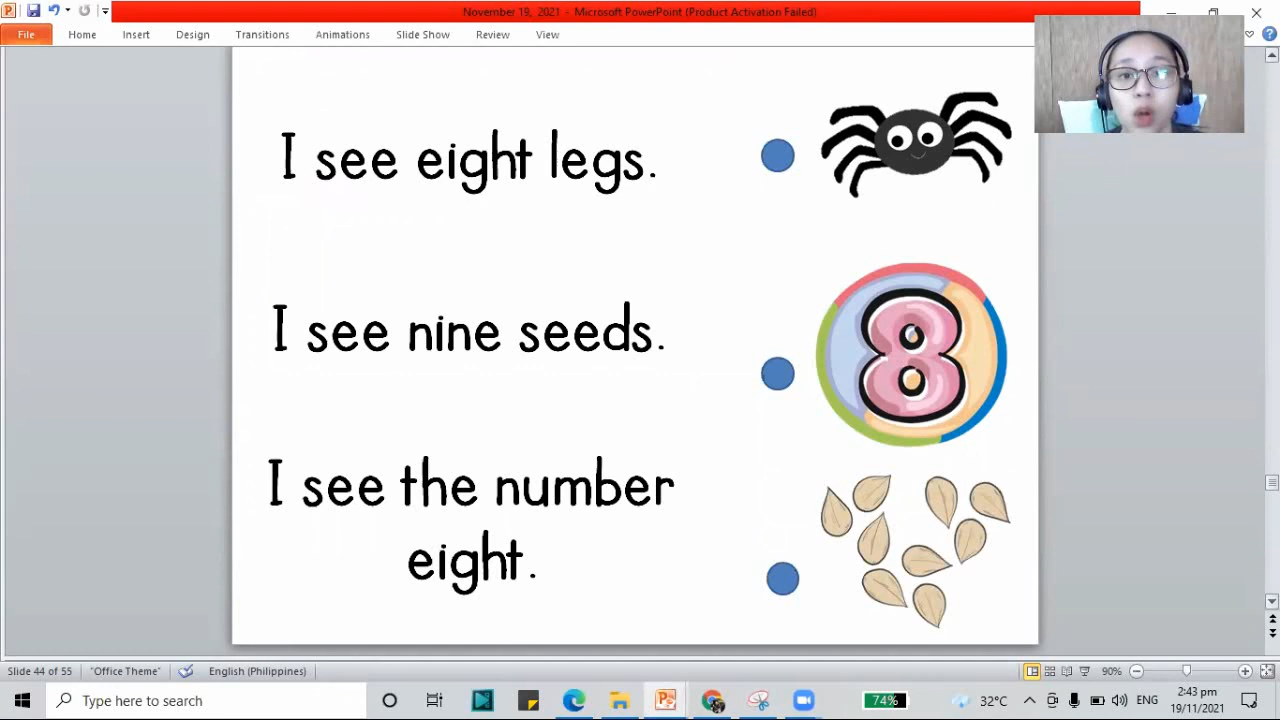 November 19, 2021 - Microsoft PowerPoint (Product Activation Failed)
File Home Insert Design Transitions Animations Slide Show Review View
I see eight legs.
8
I see nine seeds.
I see the number
eight.
Slide 44 of 55 "Office Theme" English (Philippines) 90%
Type here to search 74% 32°C ENG 2:43 pm
19/11/2021